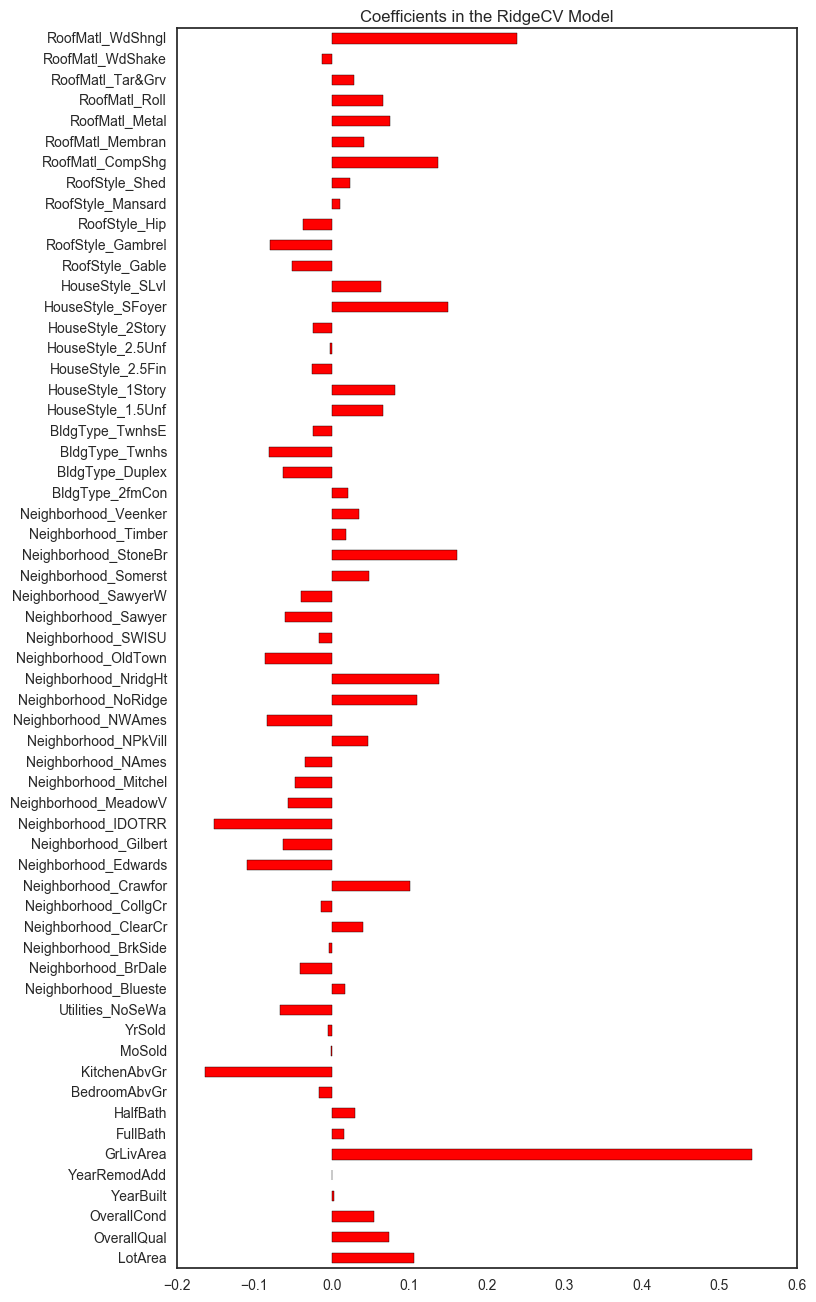 Coefficients in the RidgeCV Model
RoofMatl_WdShngl
RoofMatl_WdShake
RoofMatl_Tar&Grv
RoofMatl_Roll
RoofMatl_Metal
RoofMatl_Membran
RoofMatl_CompShg
RoofStyle_Shed
RoofStyle_Mansard
RoofStyle_Hip
RoofStyle_Gambrel
RoofStyle_Gable
HouseStyle_SLvl
HouseStyle_SFoyer
HouseStyle_2Story
HouseStyle_2.5Unf
HouseStyle_2.5Fin
HouseStyle_1Story
HouseStyle_1.5Unf
BldgType_TwnhsE
BldgType_Twnhs
BldgType_Duplex
BldgType_2fmCon
Neighborhood_Veenker
Neighborhood_Timber
Neighborhood_StoneBr
Neighborhood_Somerst
Neighborhood_SawyerW
Neighborhood_Sawyer
Neighborhood_SWISU
Neighborhood_OldTown
Neighborhood_NridgHt
Neighborhood_NoRidge
Neighborhood_NWAmes
Neighborhood_NPkVill
Neighborhood_NAmes
Neighborhood_Mitchel
Neighborhood_MeadowV
Neighborhood_IDOTRR
Neighborhood_Gilbert
Neighborhood_Edwards
Neighborhood_Crawfor
Neighborhood_CollgCr
Neighborhood_ClearCr
Neighborhood_BrkSide
Neighborhood_BrDale
Neighborhood_Blueste
Utilities_NoSeWa
YrSold
MoSold
KitchenAbvGr
BedroomAbvGr
HalfBath
FullBath
GrLivArea
YearRemodAdd
YearBuilt
OverallCond
OverallQual
LotArea
−0.2 −0.1 0.0 0.1 0.2 0.3 0.4 0.5 0.6